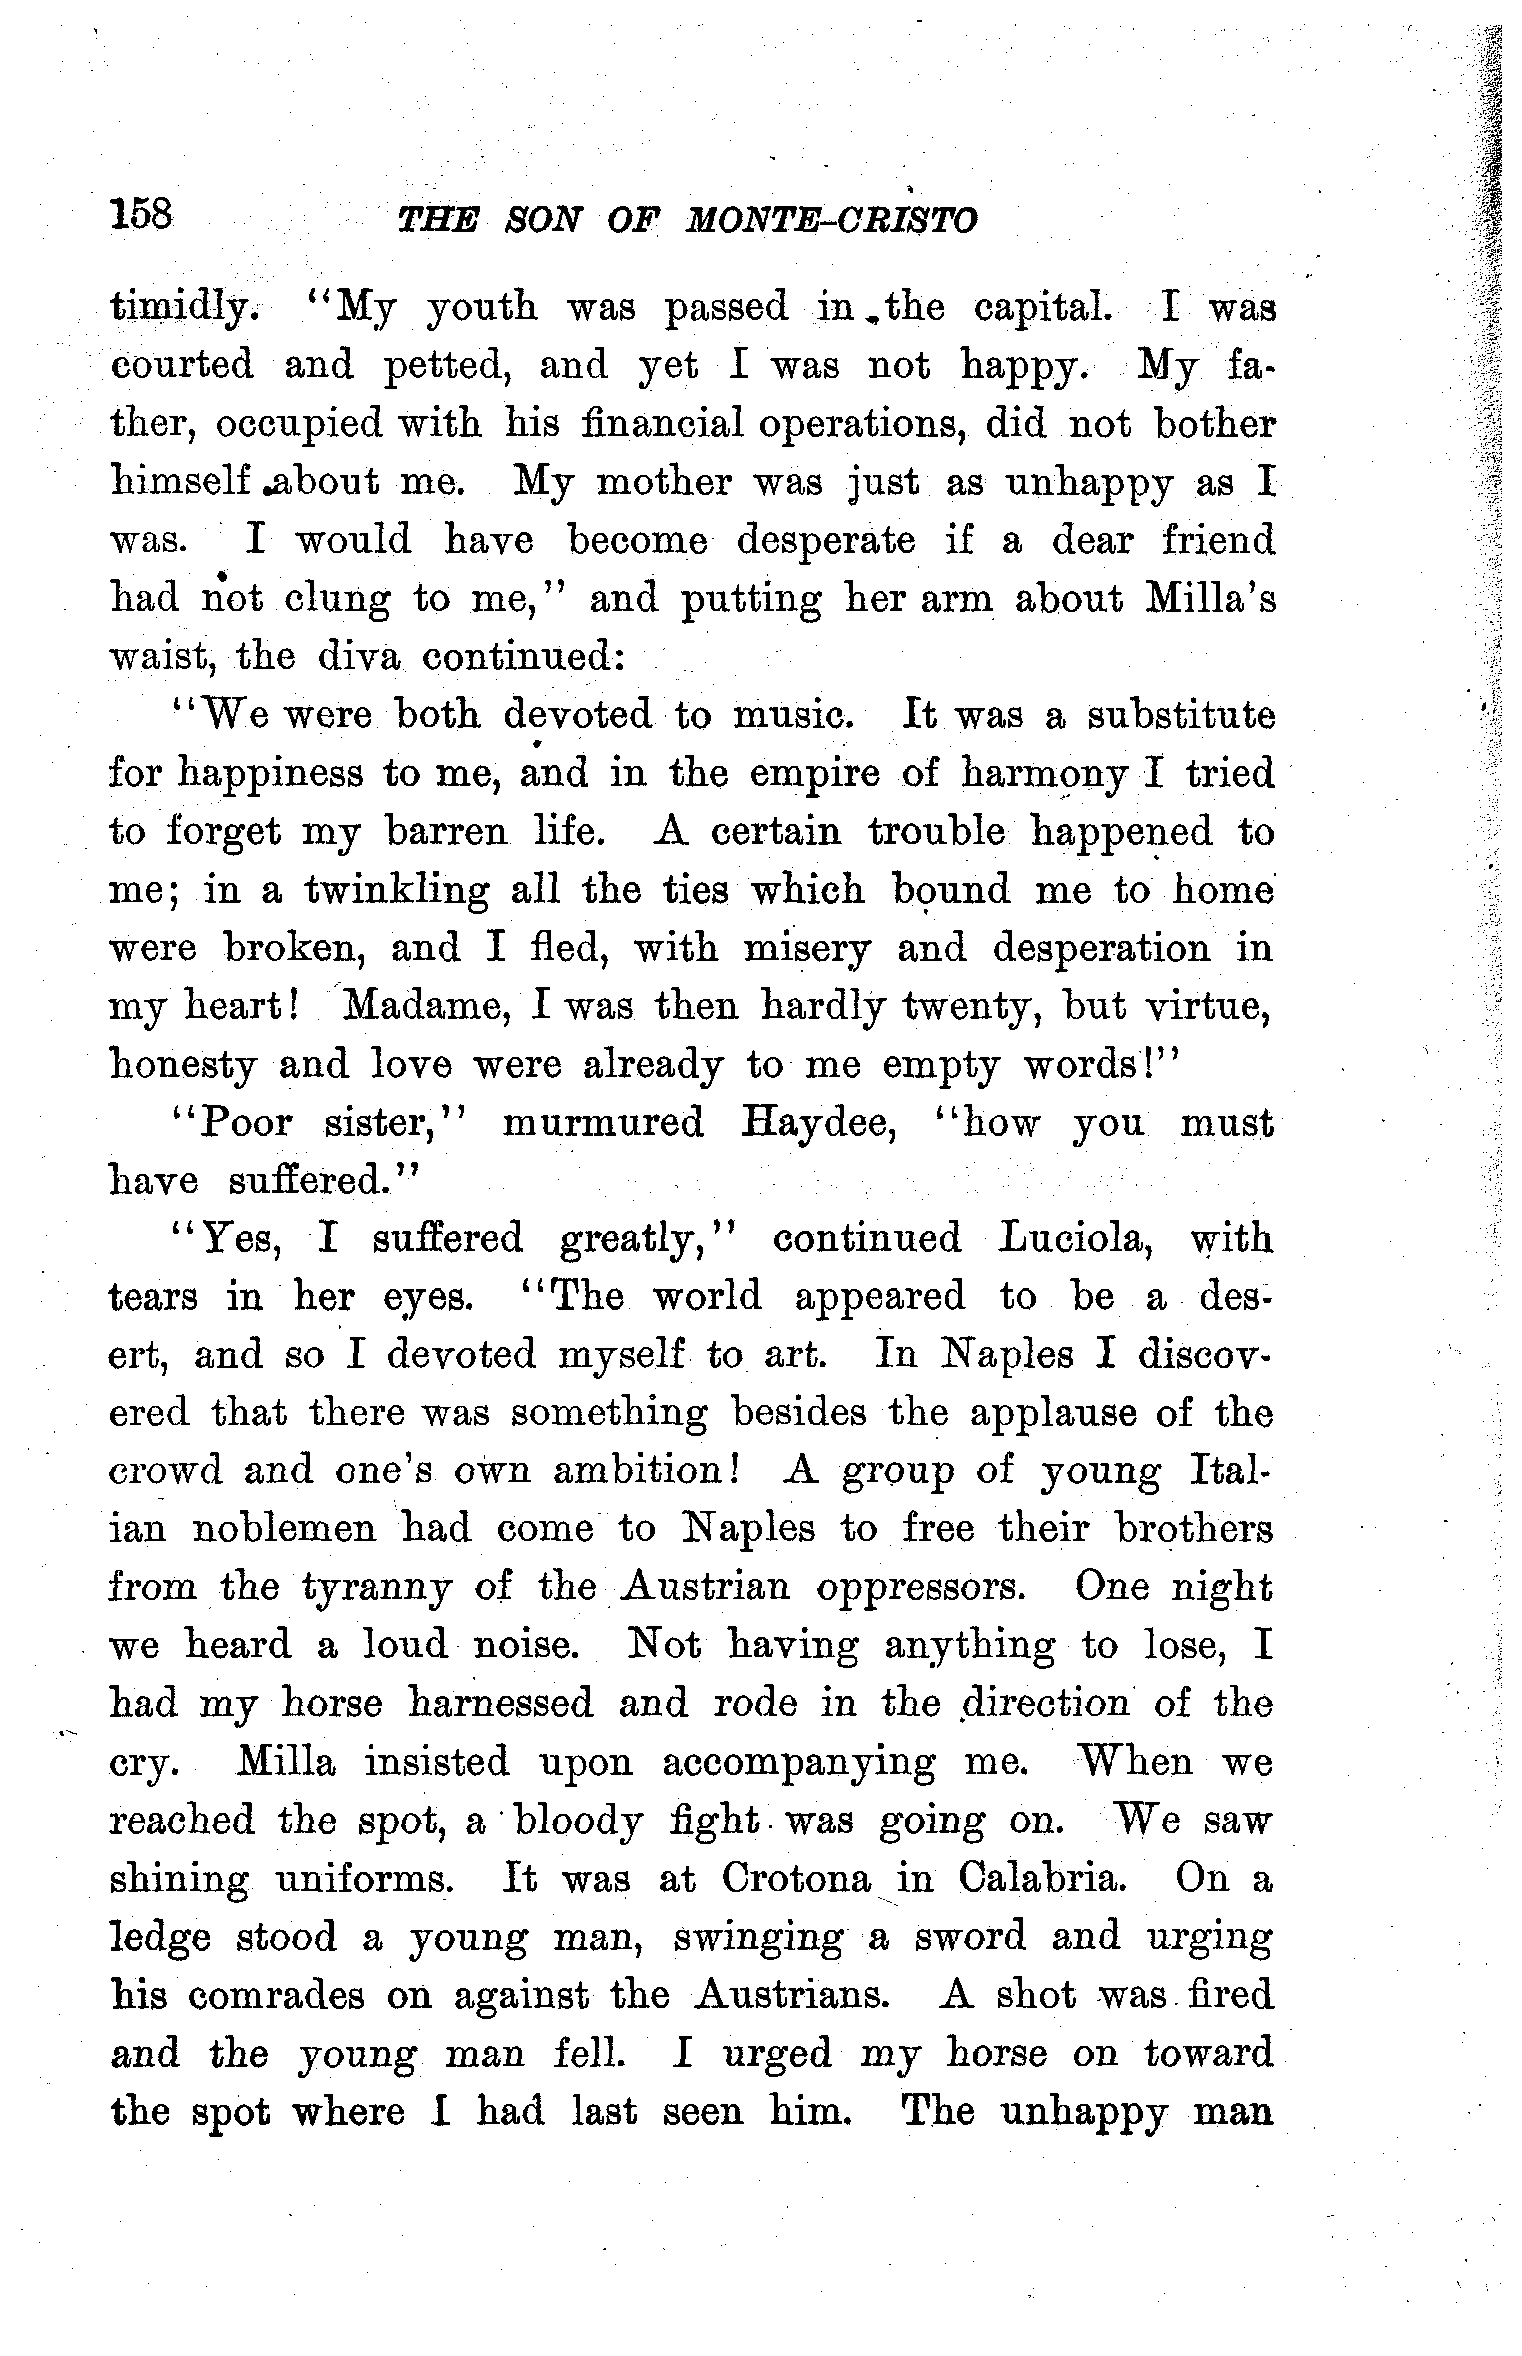 158 THE SON OF MONTE-CRISTO
timidly. "My youth was passed in the capital. I was
courted and petted, and yet I was not happy. My fa-
ther, occupied with his financial operations, did not bother
himself about me. My mother was just as unhappy as I
was. I would have become desperate if a dear friend
had not clung to me," and putting her arm about Milla's
waist, the diva continued:
"We were both devoted to music. It was a substitute
for happiness to me, and in the empire of harmony I tried
to forget my barren life. A certain trouble happened to
me; in a twinkling all the ties which bound me to home
were broken, and I fled, with misery and desperation in
my heart! Madame, I was then hardly twenty, but virtue,
honesty and love were already to me empty words!"
"Poor sister," murmured Haydee, "how you must
have suffered."
"Yes, I suffered greatly," continued Luciola, with
tears in her eyes. "The world appeared to be a des-
ert, and so I devoted myself to art. In Naples I discov-
ered that there was something besides the applause of the
crowd and one's own ambition! A group of young Ital-
ian noblemen had come to Naples to free their brothers
from the tyranny of the Austrian oppressors. One night
we heard a loud noise. Not having anything to lose, I
had my horse harnessed and rode in the direction of the
cry. Milla insisted upon accompanying me. When we
reached the spot, a bloody fight was going on. We saw
shining uniforms. It was at Crotona in Calabria. On a
ledge stood a young man, swinging a sword and urging
his comrades on against the Austrians. A shot was fired
and the young man fell. I urged my horse on toward
the spot where I had last seen him. The unhappy man